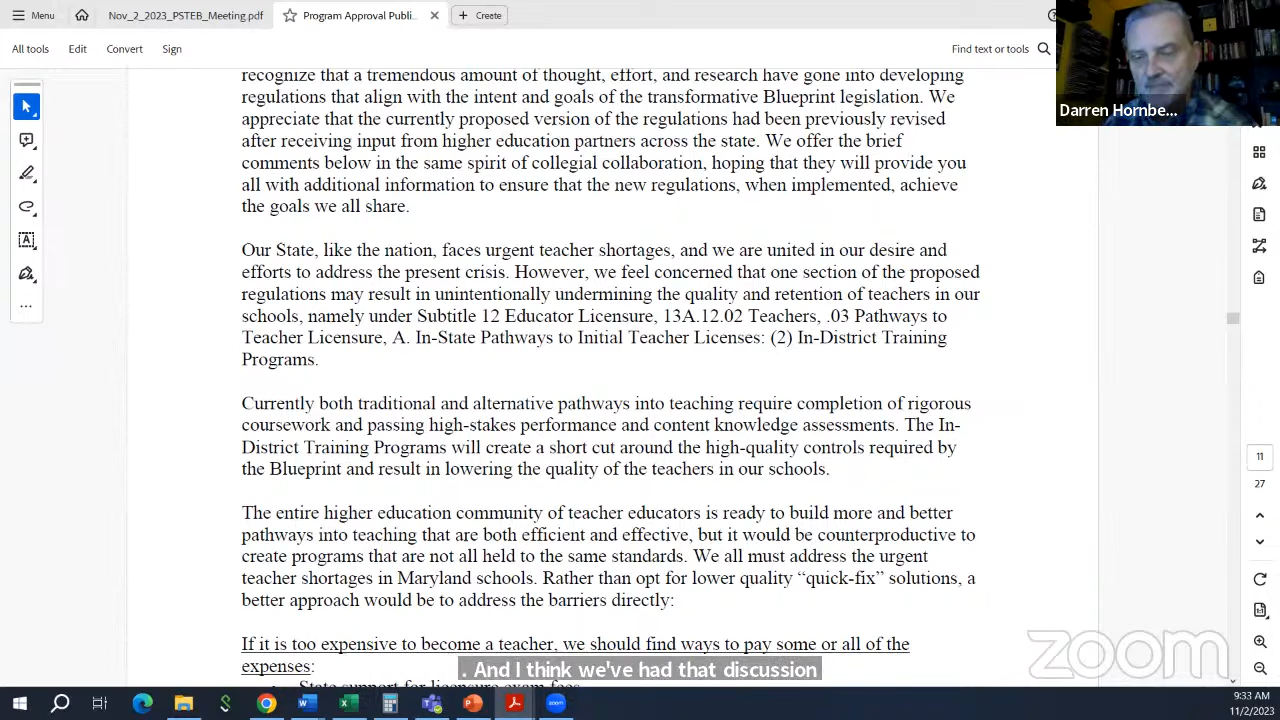 Menu
Nov_2_2023_PSTEB_Meeting.pdf
Program Approval Publi...
Create
All tools
Edit
Convert
Sign
Find text or tools
Darren Hornbe...
recognize that a tremendous amount of thought, effort, and research have gone into developing
regulations that align with the intent and goals of the transformative Blueprint legislation. We
appreciate that the currently proposed version of the regulations had been previously revised
after receiving input from higher education partners across the state. We offer the brief
comments below in the same spirit of collegial collaboration, hoping that they will provide you
all with additional information to ensure that the new regulations, when implemented, achieve
the goals we all share.
Our State, like the nation, faces urgent teacher shortages, and we are united in our desire and
efforts to address the present crisis. However, we feel concerned that one section of the proposed
regulations may result in unintentionally undermining the quality and retention of teachers in our
schools, namely under Subtitle 12 Educator Licensure, 13A.12.02 Teachers, .03 Pathways to
Teacher Licensure, A. In-State Pathways to Initial Teacher Licenses: (2) In-District Training
Programs.
Currently both traditional and alternative pathways into teaching require completion of rigorous
coursework and passing high-stakes performance and content knowledge assessments. The In-
District Training Programs will create a short cut around the high-quality controls required by
the Blueprint and result in lowering the quality of the teachers in our schools.
The entire higher education community of teacher educators is ready to build more and better
pathways into teaching that are both efficient and effective, but it would be counterproductive to
create programs that are not all held to the same standards. We all must address the urgent
teacher shortages in Maryland schools. Rather than opt for lower quality “quick-fix” solutions, a
better approach would be to address the barriers directly:
If it is too expensive to become a teacher, we should find ways to pay some or all of the
expenses:
. And I think we've had that discussion
State support for licensure exam fees
11
27
zoom
9:33 AM
11/2/2023